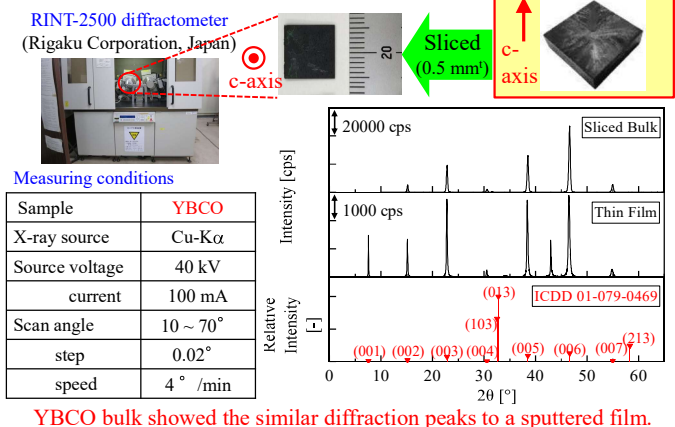 RINT-2500 diffractometer
(Rigaku Corporation, Japan)
c-axis
20
Sliced
(0.5 mmᵗ)
c-
axis
Measuring conditions
Sample YBCO
X-ray source Cu-Kα
Source voltage 40 kV
current 100 mA
Scan angle 10 ~ 70°
step 0.02°
speed 4 ° /min
20000 cps
Sliced Bulk
Intensity [cps]
1000 cps
Thin Film
Relative
Intensity
[-]
ICDD 01-079-0469
(013)
(103)
(213)
(001) (002) (003) (004) (005) (006) (007)
0 10 20 30 40 50 60
2θ [°]
YBCO bulk showed the similar diffraction peaks to a sputtered film.